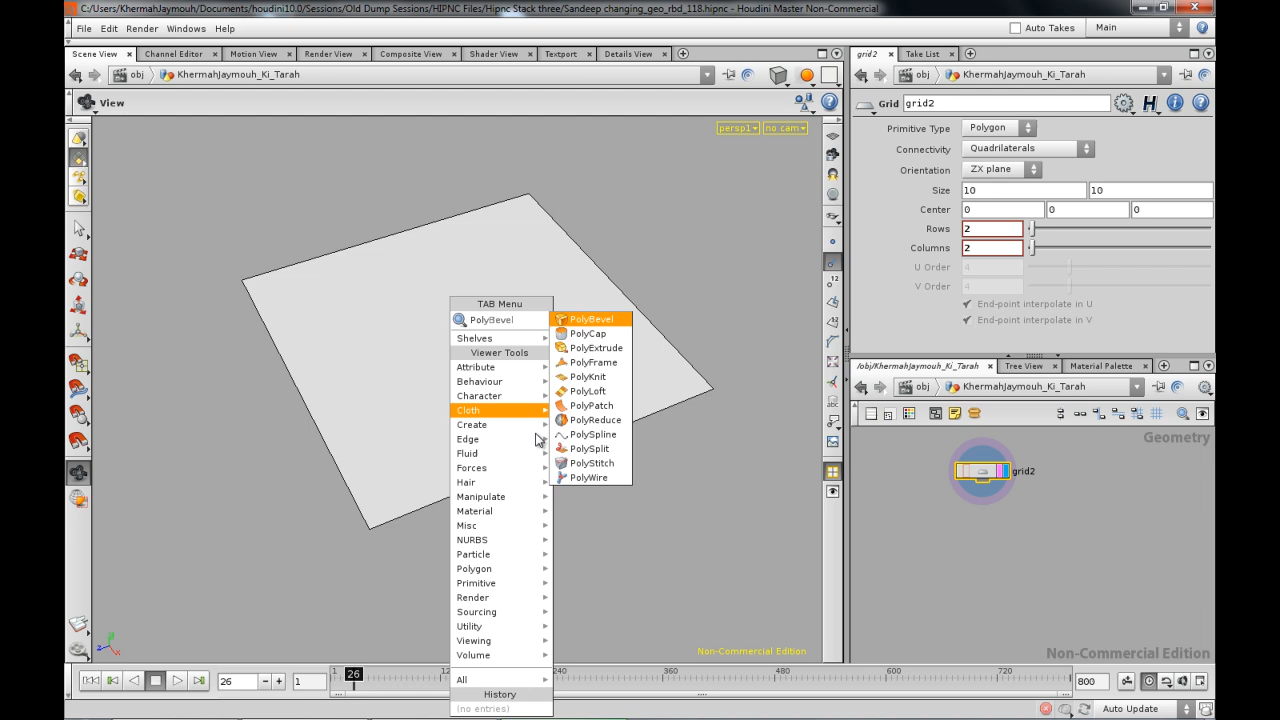 C:/Users/KhermahJaymouh/Documents/houdini10.0/Sessions/Old Dump Sessions/HIPNC Files/Hipnc Stack three/Sandeep changing_geo_rbd_118.hipnc - Houdini Master Non-Commercial
File Edit Render Windows Help
Auto Takes Main
Scene View Channel Editor Motion View Render View Composite View Shader View Textport Details View
obj KhermahJaymouh_Ki_Tarah
View
persp1 no cam
TAB Menu
PolyBevel
Shelves
Viewer Tools
Attribute
Behaviour
Character
Cloth
Create
Edge
Fluid
Forces
Hair
Manipulate
Material
Misc
NURBS
Particle
Polygon
Primitive
Render
Sourcing
Utility
Viewing
Volume
All
History
(no entries)
PolyBevel
PolyCap
PolyExtrude
PolyFrame
PolyKnit
PolyLoft
PolyPatch
PolyReduce
PolySpline
PolySplit
PolyStitch
PolyWire
Non-Commercial Edition
grid2 Take List
obj KhermahJaymouh_Ki_Tarah
Grid grid2
Primitive Type Polygon
Connectivity Quadrilaterals
Orientation ZX plane
Size 10 10
Center 0 0 0
Rows 2
Columns 2
U Order 4
V Order 4
End-point interpolate in U
End-point interpolate in V
/obj/KhermahJaymouh_Ki_Tarah Tree View Material Palette
obj KhermahJaymouh_Ki_Tarah
Geometry
grid2
Non-Commercial Edition
26 1 1 26 240 360 480 600 720 800
Auto Update